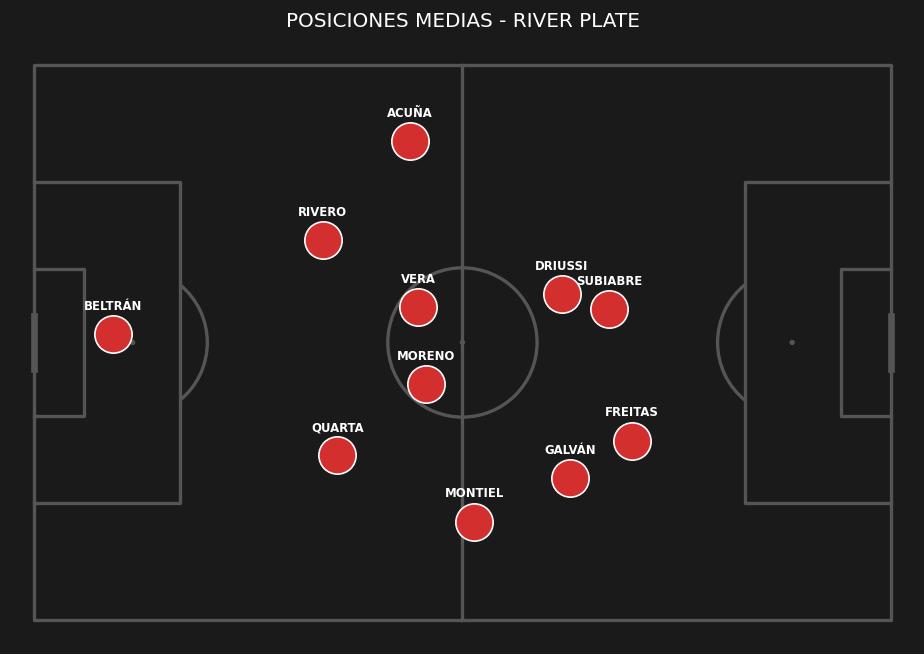 POSICIONES MEDIAS - RIVER PLATE
ACUÑA
RIVERO
DRIUSSI
VERA
SUBIABRE
BELTRÁN
MORENO
FREITAS
QUARTA
GALVÁN
MONTIEL